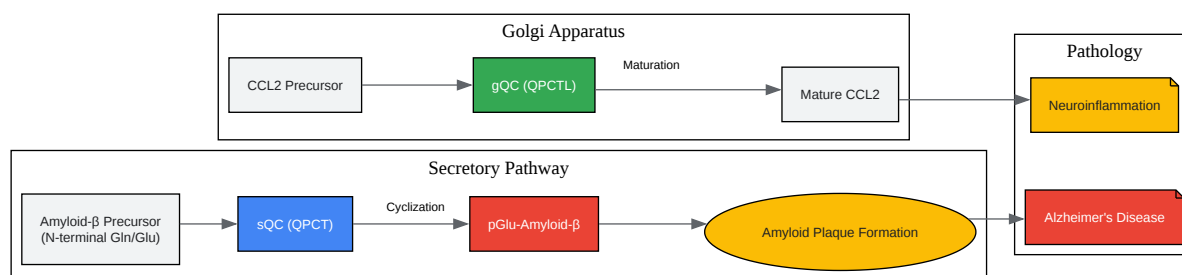 Golgi Apparatus
CCL2 Precursor
gQC (QPCTL)
Maturation
Mature CCL2
Pathology
Neuroinflammation
Alzheimer's Disease
Secretory Pathway
Amyloid-β Precursor
(N-terminal Gln/Glu)
sQC (QPCT)
Cyclization
pGlu-Amyloid-β
Amyloid Plaque Formation